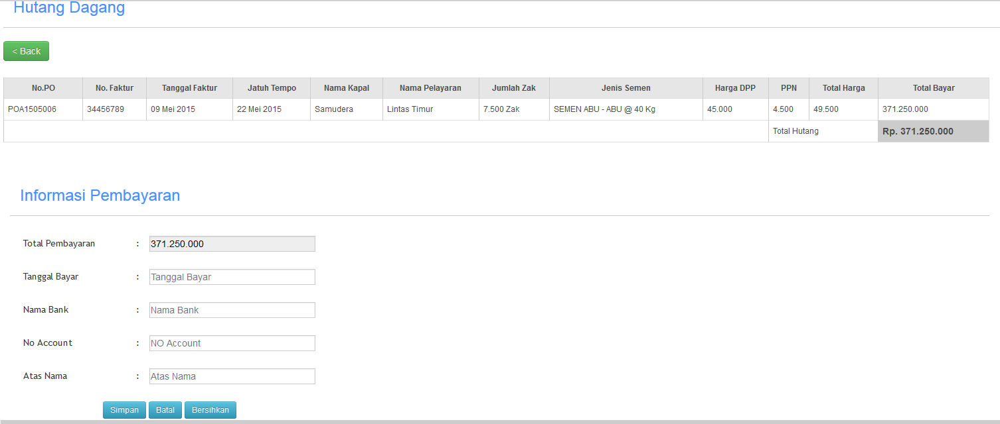 Hutang Dagang
< Back
No.PO No. Faktur Tanggal Faktur Jatuh Tempo Nama Kapal Nama Pelayaran Jumlah Zak Jenis Semen Harga DPP PPN Total Harga Total Bayar
POA1505006 34456789 09 Mei 2015 22 Mei 2015 Samudera Lintas Timur 7.500 Zak SEMEN ABU - ABU @ 40 Kg 45.000 4.500 49.500 371.250.000
Total Hutang Rp. 371.250.000
Informasi Pembayaran
Total Pembayaran : 371.250.000
Tanggal Bayar : Tanggal Bayar
Nama Bank : Nama Bank
No Account : NO Account
Atas Nama : Atas Nama
Simpan Batal Bersihkan